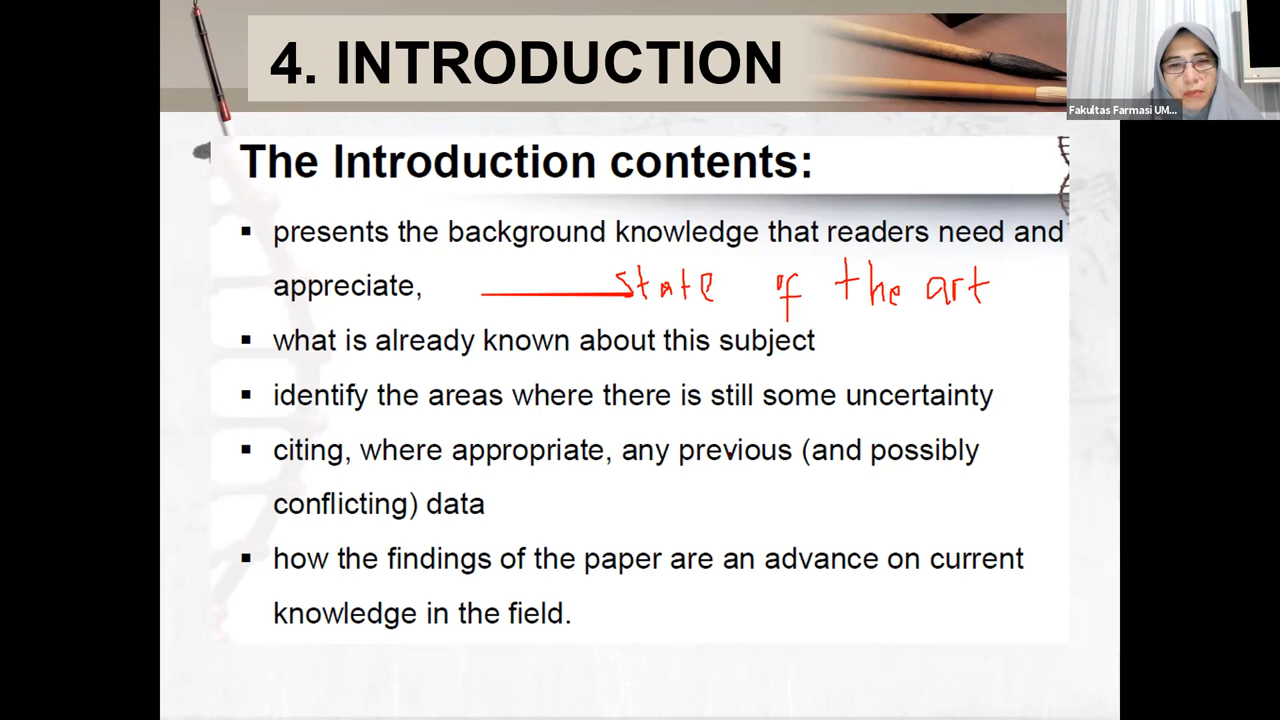 4. INTRODUCTION
Fakultas Farmasi UM...
The Introduction contents:
▪ presents the background knowledge that readers need and
appreciate, state of the art
▪ what is already known about this subject
▪ identify the areas where there is still some uncertainty
▪ citing, where appropriate, any previous (and possibly
conflicting) data
▪ how the findings of the paper are an advance on current
knowledge in the field.